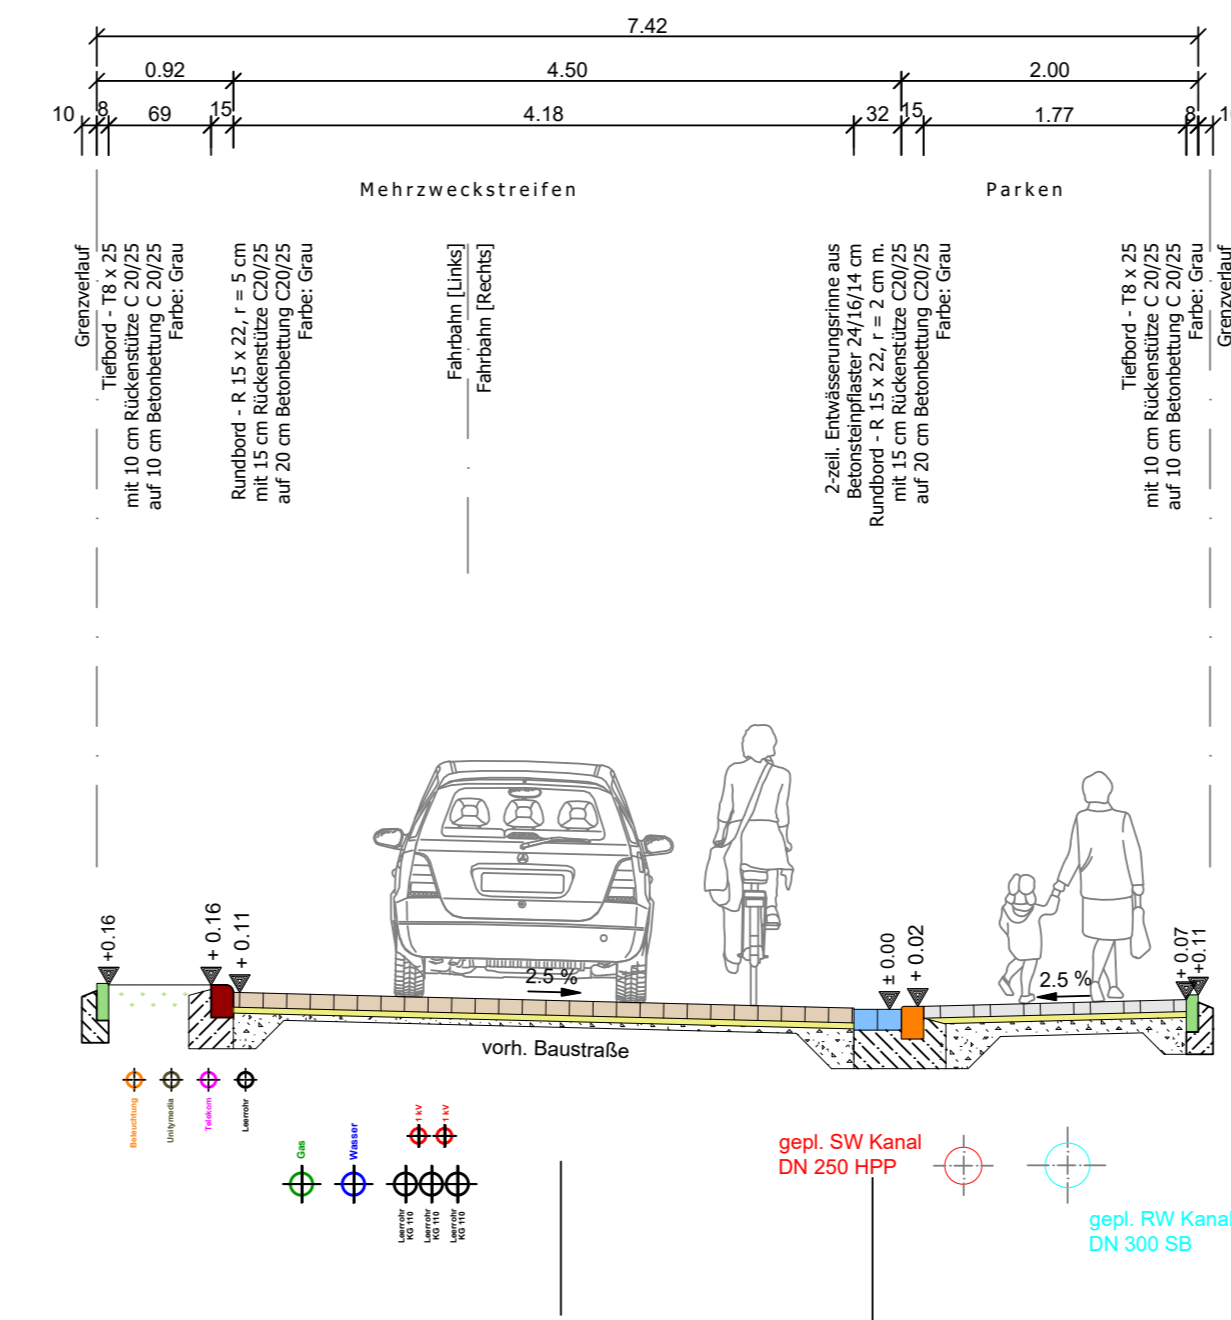 7.42
0.92
4.50
2.00
10
8
69
15
4.18
32
15
1.77
8
Mehrzweckstreifen
Parken
Grenzverlauf
Tiefbord - T8 x 25
mit 10 cm Rückenstütze C 20/25
auf 10 cm Betonbettung C 20/25
Farbe: Grau
Rundbord - R 15 x 22, r = 5 cm
mit 15 cm Rückenstütze C20/25
auf 20 cm Betonbettung C20/25
Farbe: Grau
Fahrbahn [Links]
Fahrbahn [Rechts]
2-zeil. Entwässerungsrinne aus
Betonsteinpflaster 24/16/14 cm
Rundbord - R 15 x 22, r = 2 cm m.
mit 15 cm Rückenstütze C20/25
auf 20 cm Betonbettung C20/25
Farbe: Grau
Tiefbord - T8 x 25
mit 10 cm Rückenstütze C 20/25
auf 10 cm Betonbettung C 20/25
Farbe: Grau
Grenzverlauf
+0.16
+ 0.16
+ 0.11
± 0.00
+ 0.02
+ 0.07
+0.11
2.5 %
2.5 %
vorh. Baustraße
Beleuchtung
Unitymedia
Telekom
Leerrohr
Gas
Wasser
1 kV
1 kV
Leerrohr
KG 110
Leerrohr
KG 110
Leerrohr
KG 110
gepl. SW Kanal
DN 250 HPP
gepl. RW Kanal
DN 300 SB